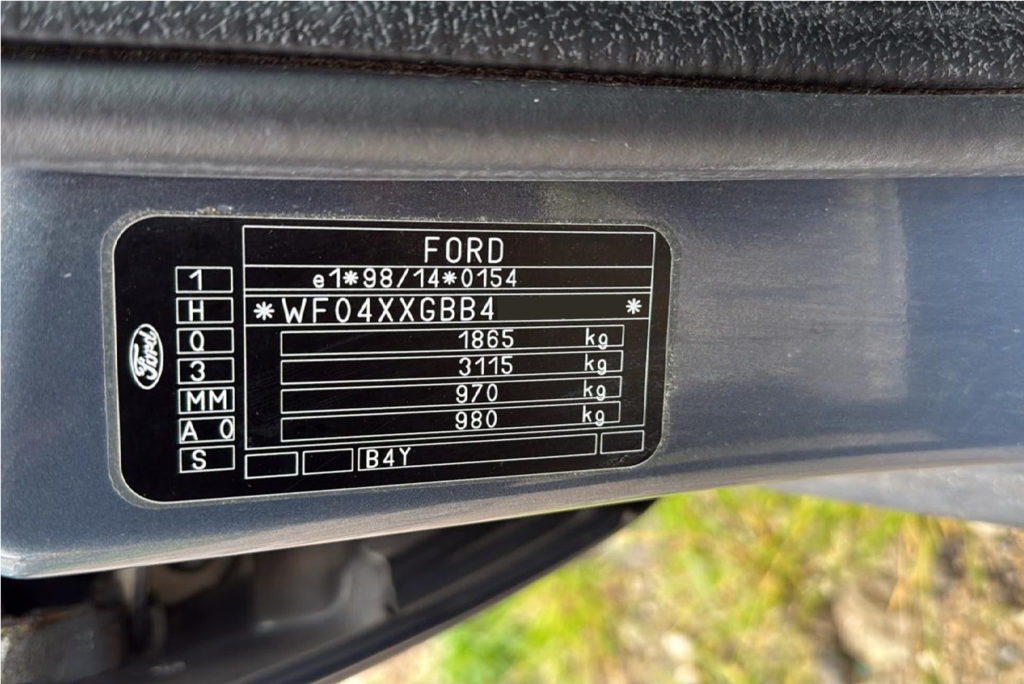 FORD
e1*98/14*0154
*WF04XXGBB4 *
1865 kg
3115 kg
970 kg
980 kg
B4Y
1
H
Q
3
MM
A 0
S
Ford